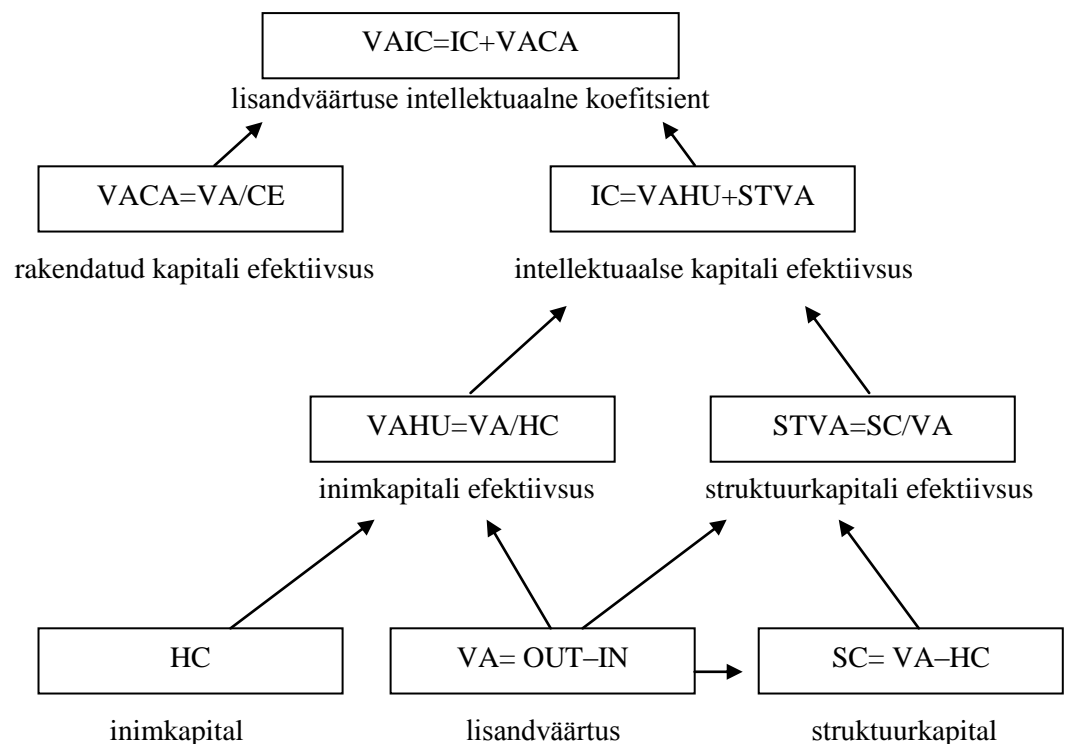 VAIC=IC+VACA
lisandväärtuse intellektuaalne koefitsient
VACA=VA/CE
IC=VAHU+STVA
rakendatud kapitali efektiivsus
intellektuaalse kapitali efektiivsus
VAHU=VA/HC
STVA=SC/VA
inimkapitali efektiivsus
struktuurkapitali efektiivsus
HC
VA= OUT–IN
SC= VA–HC
inimkapital
lisandväärtus
struktuurkapital